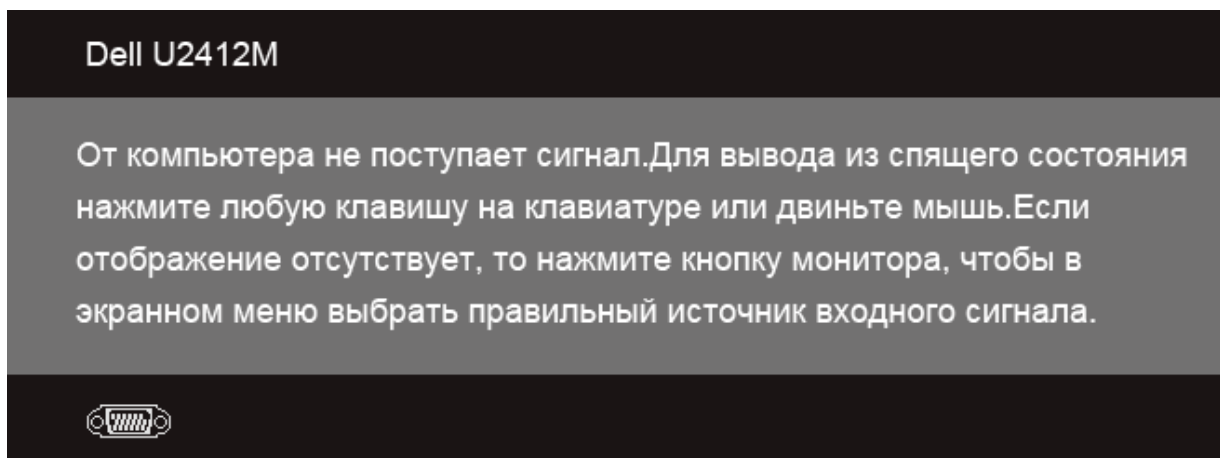 Dell U2412M
От компьютера не поступает сигнал.Для вывода из спящего состояния
нажмите любую клавишу на клавиатуре или двиньте мышь.Если
отображение отсутствует, то нажмите кнопку монитора, чтобы в
экранном меню выбрать правильный источник входного сигнала.